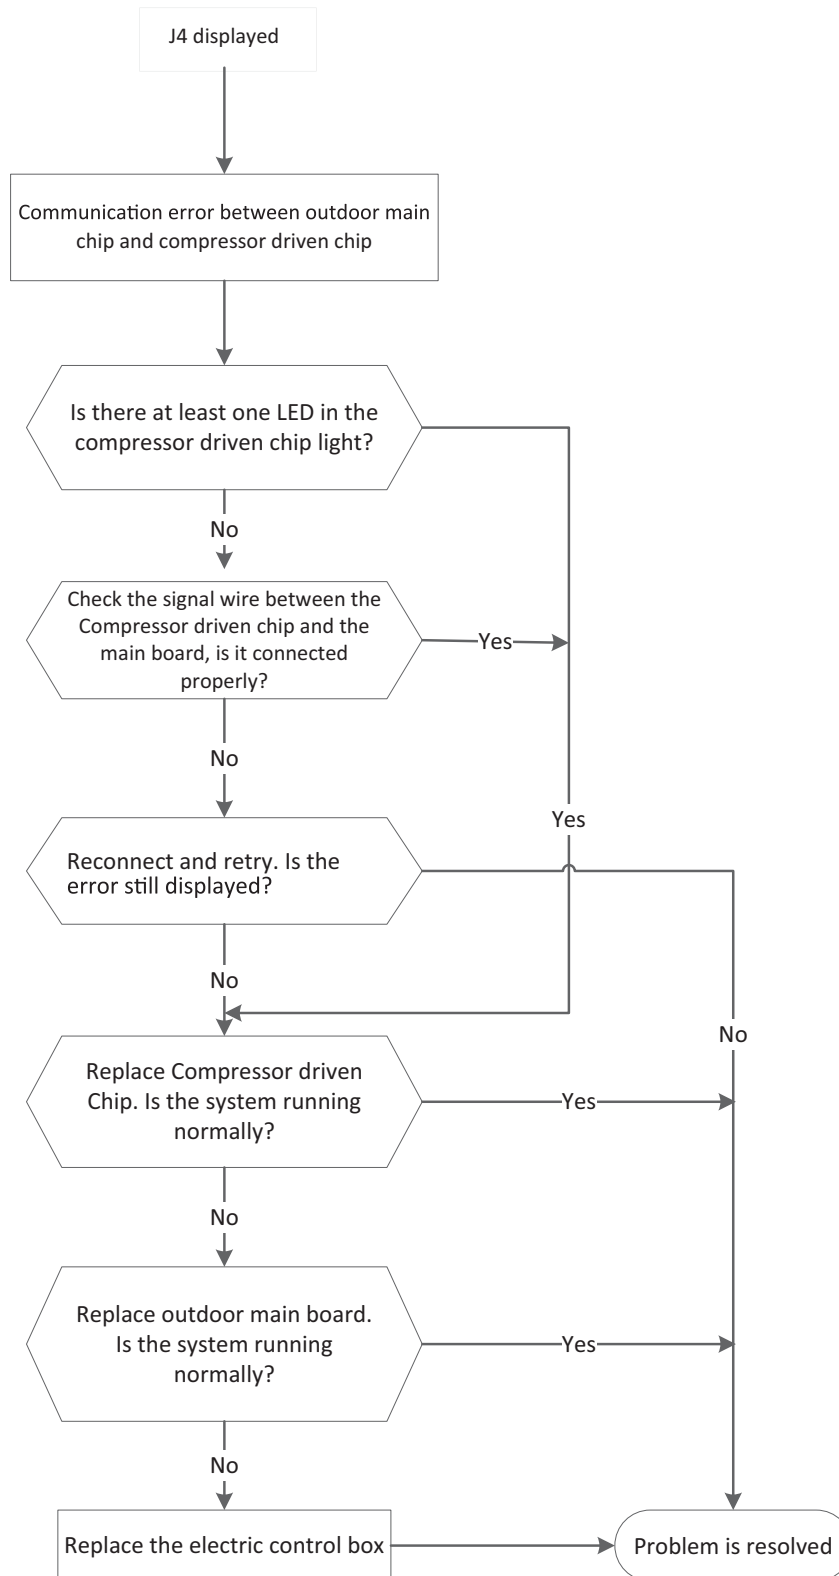 J4 displayed
Communication error between outdoor main
chip and compressor driven chip
Is there at least one LED in the
compressor driven chip light?
No
Check the signal wire between the
Compressor driven chip and the
main board, is it connected
properly?
Yes
No
Yes
Reconnect and retry. Is the
error still displayed?
No
No
Replace Compressor driven
Chip. Is the system running
normally?
Yes
No
Replace outdoor main board.
Is the system running
normally?
Yes
No
Replace the electric control box
Problem is resolved